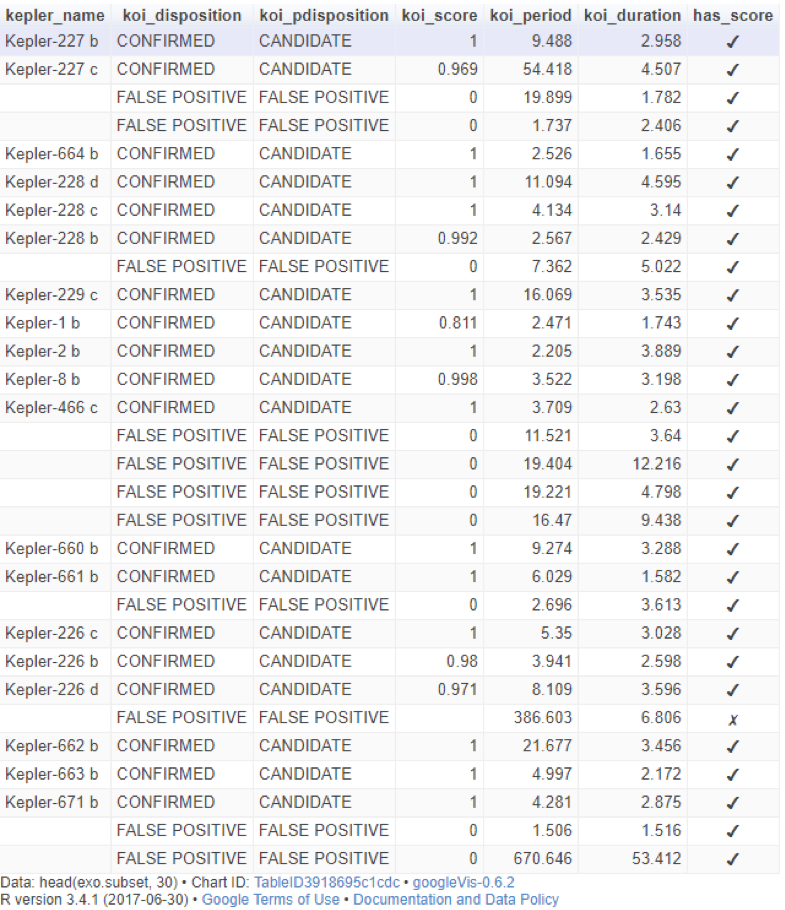 kepler_name koi_disposition koi_pdisposition koi_score koi_period koi_duration has_score
Kepler-227 b CONFIRMED CANDIDATE 1 9.488 2.958 ✓
Kepler-227 c CONFIRMED CANDIDATE 0.969 54.418 4.507 ✓
FALSE POSITIVE FALSE POSITIVE 0 19.899 1.782 ✓
FALSE POSITIVE FALSE POSITIVE 0 1.737 2.406 ✓
Kepler-664 b CONFIRMED CANDIDATE 1 2.526 1.655 ✓
Kepler-228 d CONFIRMED CANDIDATE 1 11.094 4.595 ✓
Kepler-228 c CONFIRMED CANDIDATE 1 4.134 3.14 ✓
Kepler-228 b CONFIRMED CANDIDATE 0.992 2.567 2.429 ✓
FALSE POSITIVE FALSE POSITIVE 0 7.362 5.022 ✓
Kepler-229 c CONFIRMED CANDIDATE 1 16.069 3.535 ✓
Kepler-1 b CONFIRMED CANDIDATE 0.811 2.471 1.743 ✓
Kepler-2 b CONFIRMED CANDIDATE 1 2.205 3.889 ✓
Kepler-8 b CONFIRMED CANDIDATE 0.998 3.522 3.198 ✓
Kepler-466 c CONFIRMED CANDIDATE 1 3.709 2.63 ✓
FALSE POSITIVE FALSE POSITIVE 0 11.521 3.64 ✓
FALSE POSITIVE FALSE POSITIVE 0 19.404 12.216 ✓
FALSE POSITIVE FALSE POSITIVE 0 19.221 4.798 ✓
FALSE POSITIVE FALSE POSITIVE 0 16.47 9.438 ✓
Kepler-660 b CONFIRMED CANDIDATE 1 9.274 3.288 ✓
Kepler-661 b CONFIRMED CANDIDATE 1 6.029 1.582 ✓
FALSE POSITIVE FALSE POSITIVE 0 2.696 3.613 ✓
Kepler-226 c CONFIRMED CANDIDATE 1 5.35 3.028 ✓
Kepler-226 b CONFIRMED CANDIDATE 0.98 3.941 2.598 ✓
Kepler-226 d CONFIRMED CANDIDATE 0.971 8.109 3.596 ✓
FALSE POSITIVE FALSE POSITIVE 386.603 6.806 ✗
Kepler-662 b CONFIRMED CANDIDATE 1 21.677 3.456 ✓
Kepler-663 b CONFIRMED CANDIDATE 1 4.997 2.172 ✓
Kepler-671 b CONFIRMED CANDIDATE 1 4.281 2.875 ✓
FALSE POSITIVE FALSE POSITIVE 0 1.506 1.516 ✓
FALSE POSITIVE FALSE POSITIVE 0 670.646 53.412 ✓
Data: head(exo.subset, 30) • Chart ID: TableID3918695c1cdc • googleVis-0.6.2
R version 3.4.1 (2017-06-30) • Google Terms of Use • Documentation and Data Policy